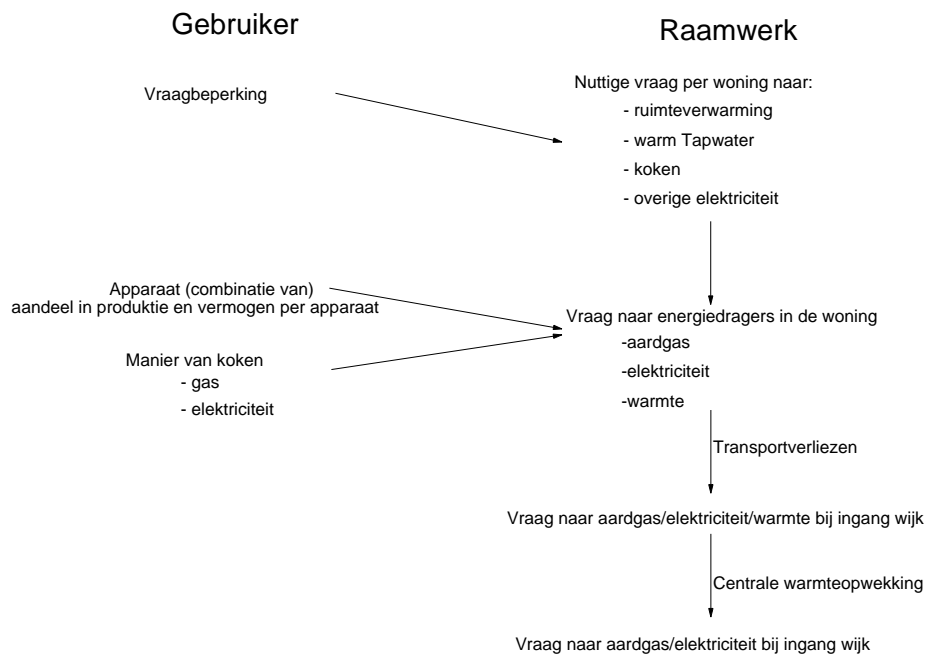 Gebruiker
Raamwerk
Vraagbeperking
Nuttige vraag per woning naar:
- ruimteverwarming
- warm Tapwater
- koken
- overige elektriciteit
Apparaat (combinatie van)
aandeel in produktie en vermogen per apparaat
Manier van koken
- gas
- elektriciteit
Vraag naar energiedragers in de woning
-aardgas
-elektriciteit
-warmte
Transportverliezen
Vraag naar aardgas/elektriciteit/warmte bij ingang wijk
Centrale warmteopwekking
Vraag naar aardgas/elektriciteit bij ingang wijk